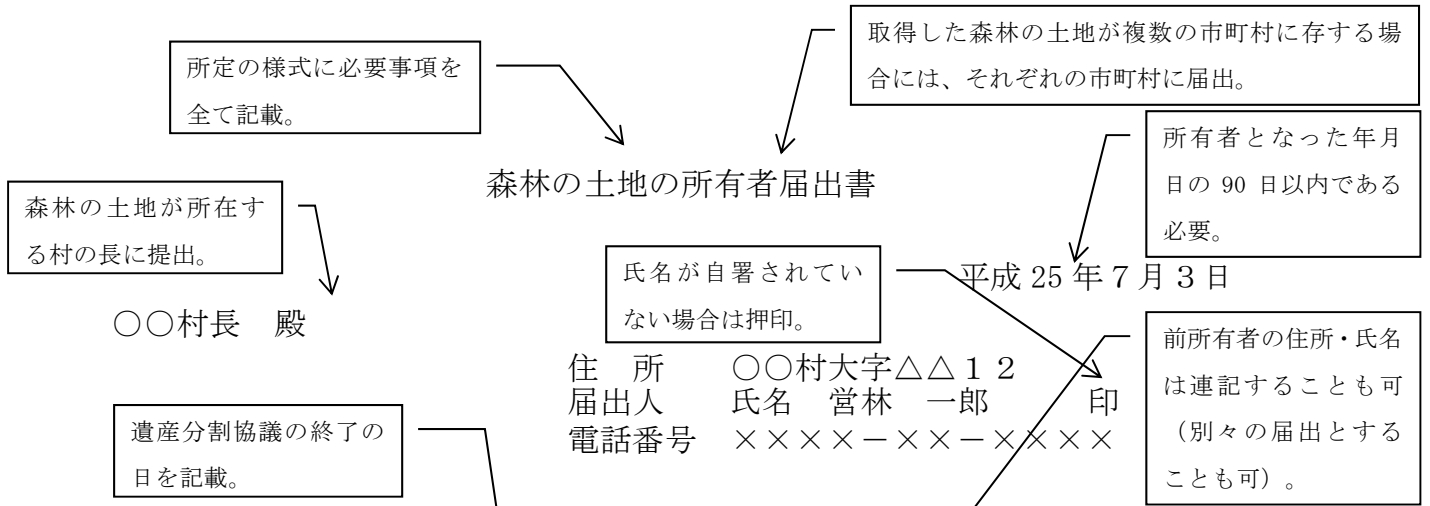 取得した森林の土地が複数の市町村に存する場
合には、それぞれの市町村に届出。
所定の様式に必要事項を
全て記載。
所有者となった年月
日の 90 日以内である
必要。
森林の土地の所有者届出書
森林の土地が所在す
る村の長に提出。
氏名が自署されてい
ない場合は押印。
平成 25 年７月３日
○○村長　殿
前所有者の住所・氏名
は連記することも可
（別々の届出とする
ことも可）。
住　所　　○○村大字△△１２
届出人　　氏名　営林　一郎　　　印
電話番号　××××－××－××××
遺産分割協議の終了の
日を記載。